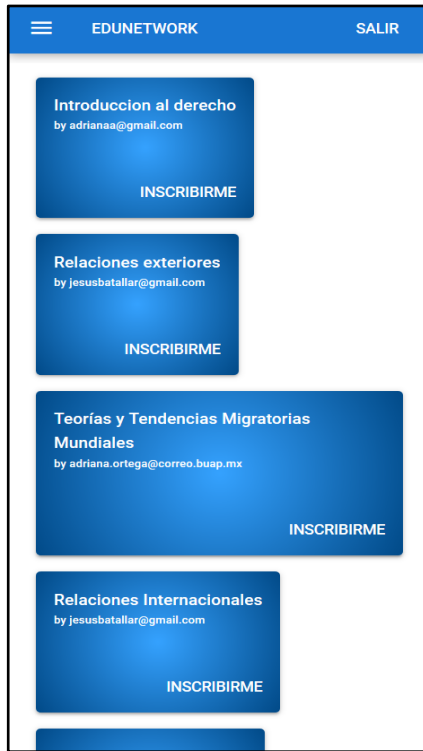 EDUNETWORK SALIR
Introduccion al derecho
by adrianaa@gmail.com
INSCRIBIRME
Relaciones exteriores
by jesusbatallar@gmail.com
INSCRIBIRME
Teorías y Tendencias Migratorias
Mundiales
by adriana.ortega@correo.buap.mx
INSCRIBIRME
Relaciones Internacionales
by jesusbatallar@gmail.com
INSCRIBIRME